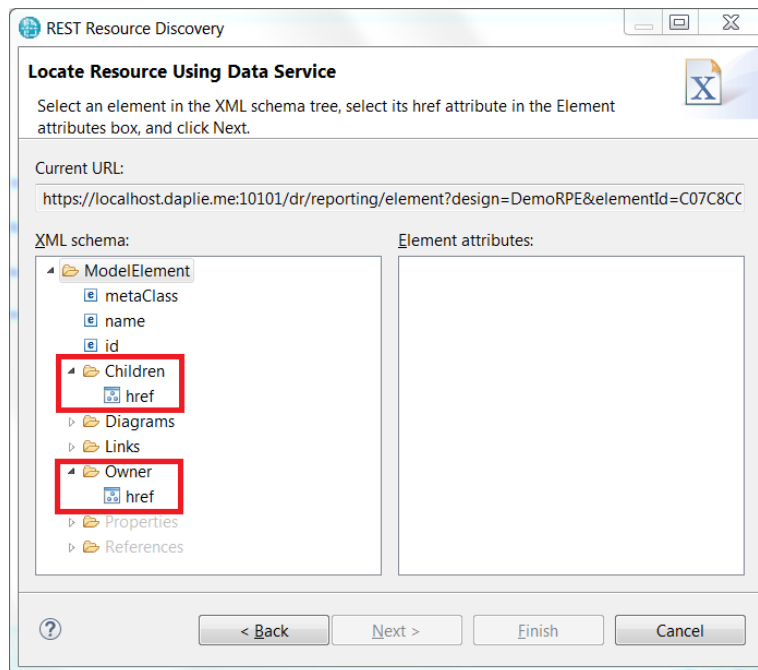 REST Resource Discovery
Locate Resource Using Data Service
Select an element in the XML schema tree, select its href attribute in the Element
attributes box, and click Next.
Current URL:
https://localhost.daplie.me:10101/dr/reporting/element?design=DemoRPE&elementId=C07C8CC
XML schema:
Element attributes:
ModelElement
metaClass
name
id
Children
href
Diagrams
Links
Owner
href
Properties
References
< Back
Next >
Finish
Cancel